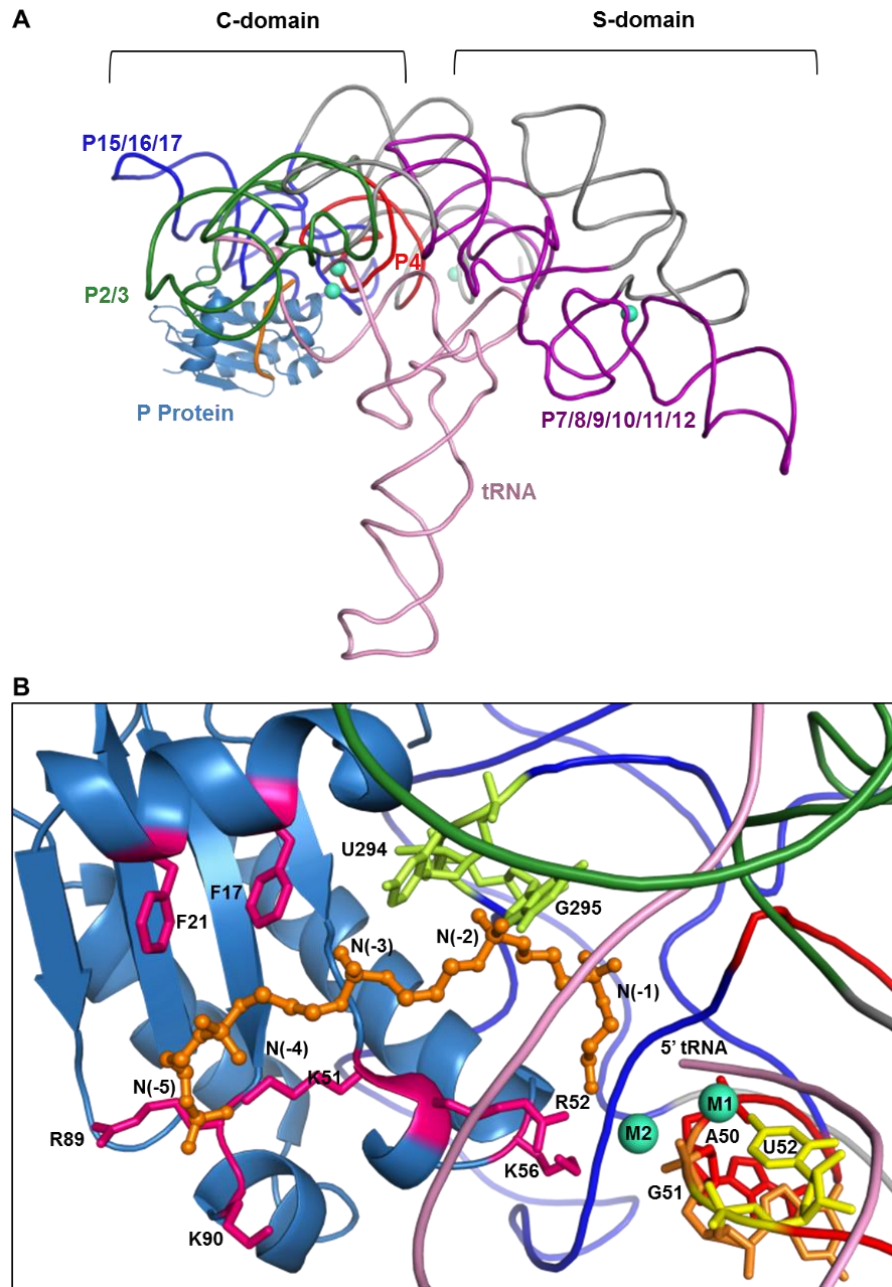 A
C-domain
S-domain
P15/16/17
P4
P2/3
P Protein
P7/8/9/10/11/12
tRNA
B
U294
F17
G295
F21
N(-2)
N(-3)
N(-1)
5' tRNA
N(-4)
K51
N(-5)
R52
M1
M2
A50
U52
R89
K56
G51
K90